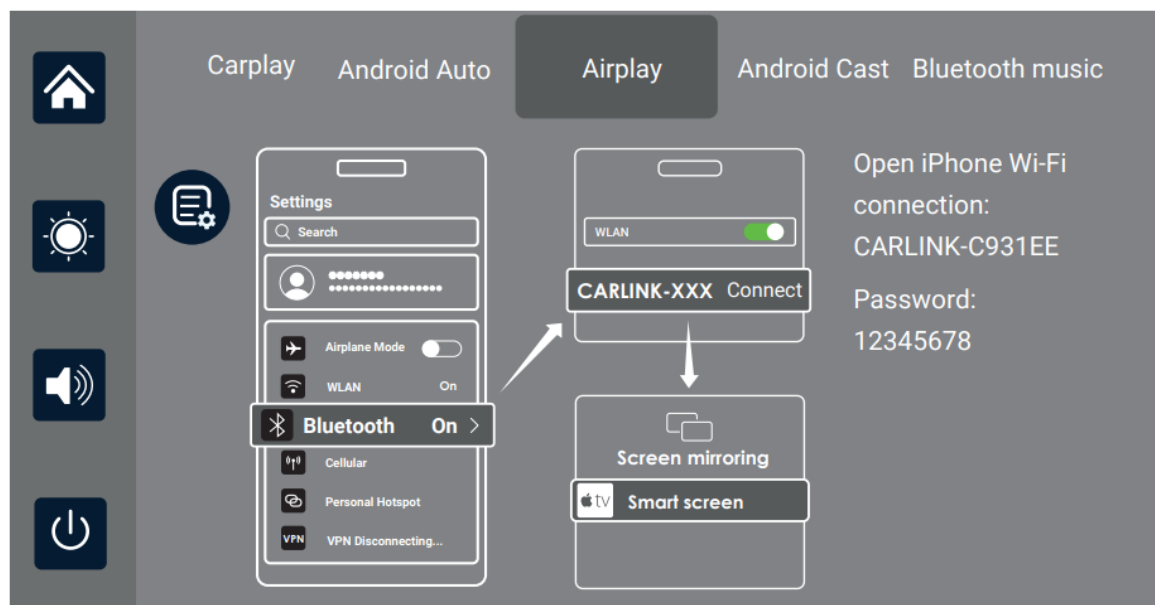 Carplay
Android Auto
Airplay
Android Cast
Bluetooth music
Settings
Search
Airplane Mode
WLAN On
Bluetooth On
Cellular
Personal Hotspot
VPN VPN Disconnecting...
WLAN
CARLINK-XXX Connect
Screen mirroring
tv Smart screen
Open iPhone Wi-Fi
connection:
CARLINK-C931EE
Password:
12345678